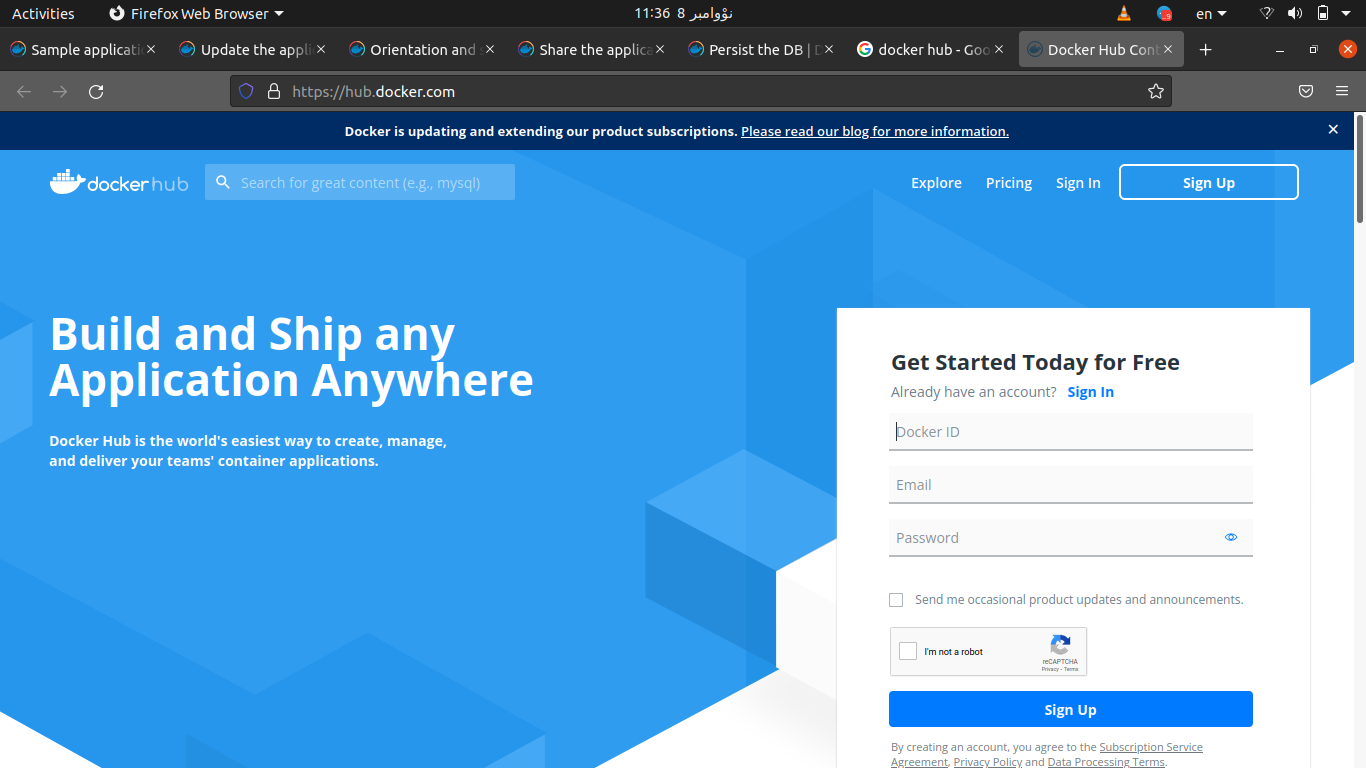 Activities
Firefox Web Browser
11:36 8 نۆوامبر
en
Sample applicati
Update the appli
Orientation and s
Share the applica
Persist the DB | D
docker hub - Goo
Docker Hub Cont
https://hub.docker.com
Docker is updating and extending our product subscriptions. Please read our blog for more information.
docker hub
Search for great content (e.g., mysql)
Explore
Pricing
Sign In
Sign Up
Build and Ship any
Application Anywhere
Docker Hub is the world's easiest way to create, manage,
and deliver your teams' container applications.
Get Started Today for Free
Already have an account? Sign In
Docker ID
Email
Password
Send me occasional product updates and announcements.
I'm not a robot
reCAPTCHA
Privacy - Terms
Sign Up
By creating an account, you agree to the Subscription Service
Agreement, Privacy Policy and Data Processing Terms.